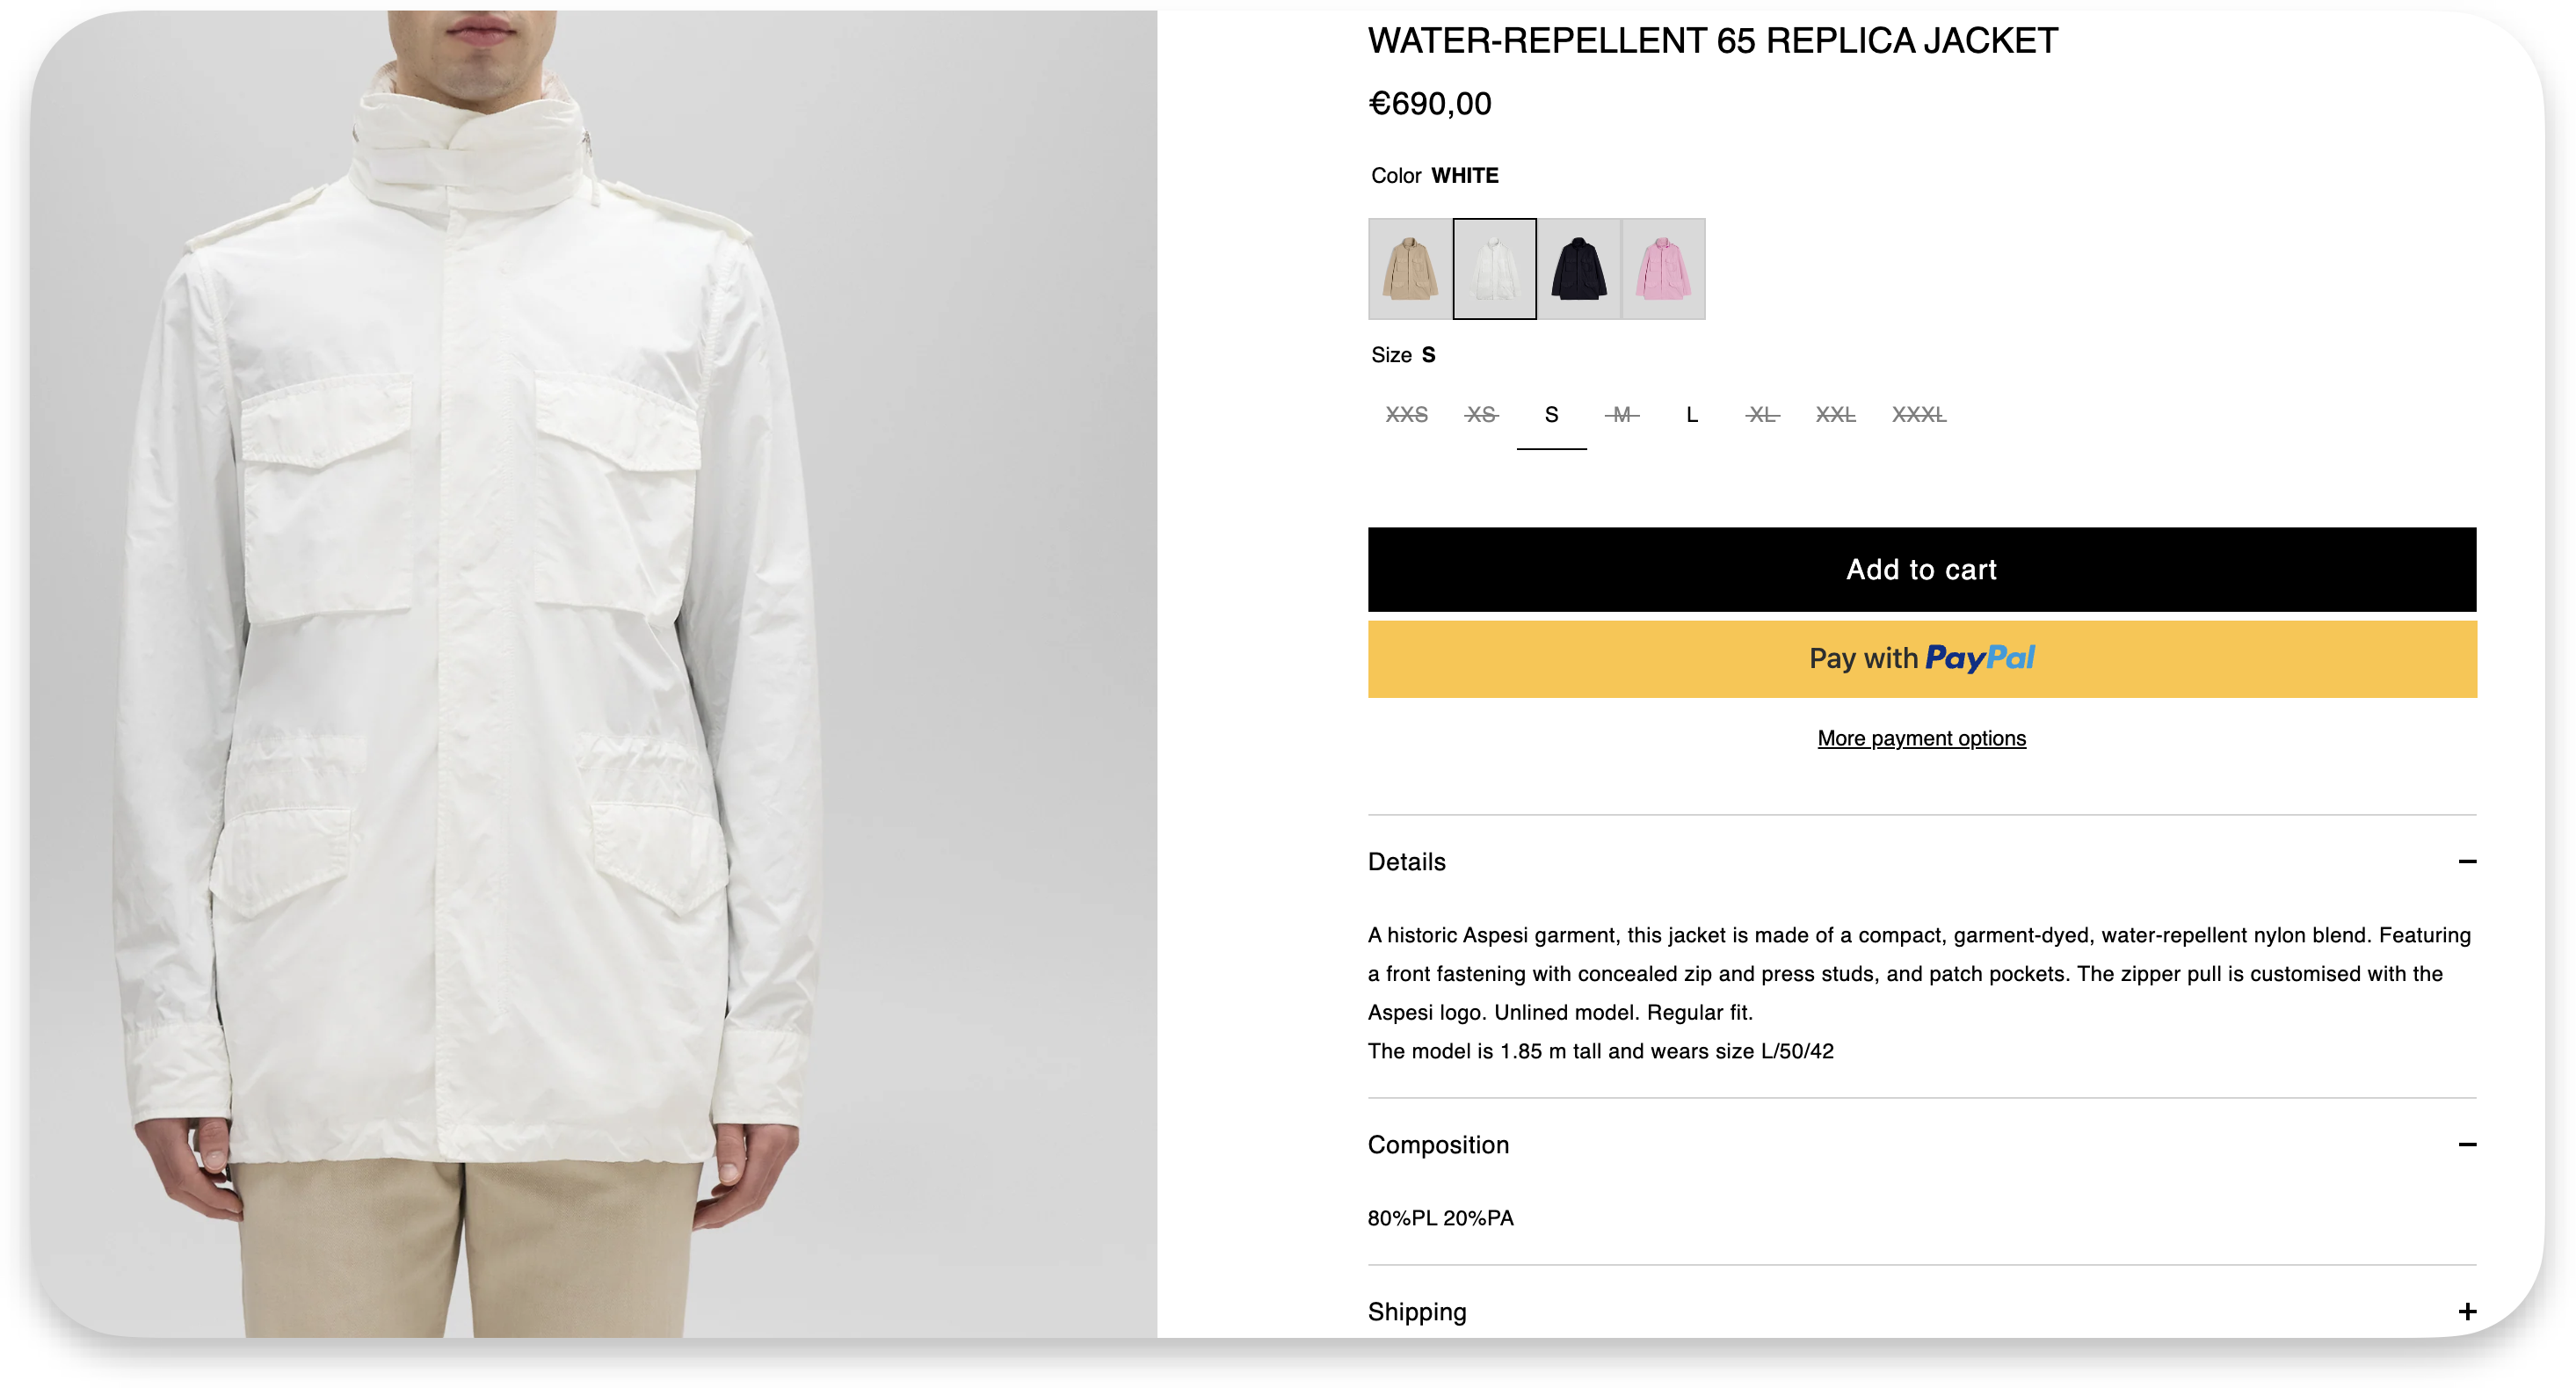 WATER-REPELLENT 65 REPLICA JACKET
€690,00
Color WHITE
Size S
XXS XS S M L XL XXL XXXL
Add to cart
Pay with PayPal
More payment options
Details
A historic Aspesi garment, this jacket is made of a compact, garment-dyed, water-repellent nylon blend. Featuring
a front fastening with concealed zip and press studs, and patch pockets. The zipper pull is customised with the
Aspesi logo. Unlined model. Regular fit.
The model is 1.85 m tall and wears size L/50/42
Composition
80%PL 20%PA
Shipping